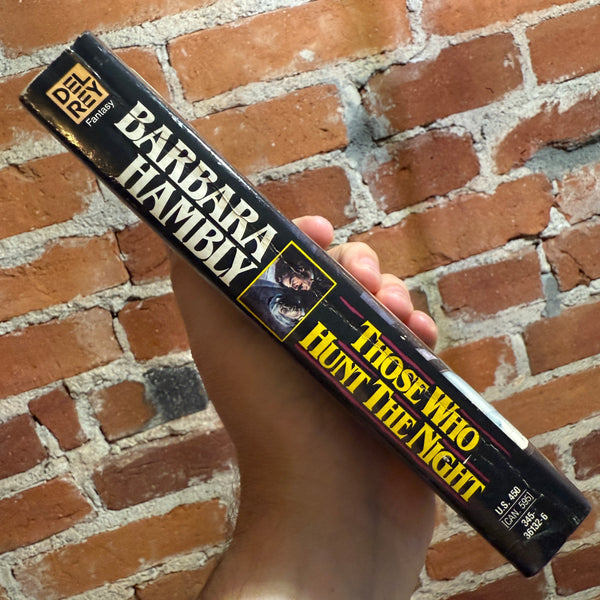 DEL
REY
Fantasy
BARBARA
HAMBLY
THOSE WHO
HUNT THE NIGHT
U.S. 450
CAN. 595
345-
36132-6